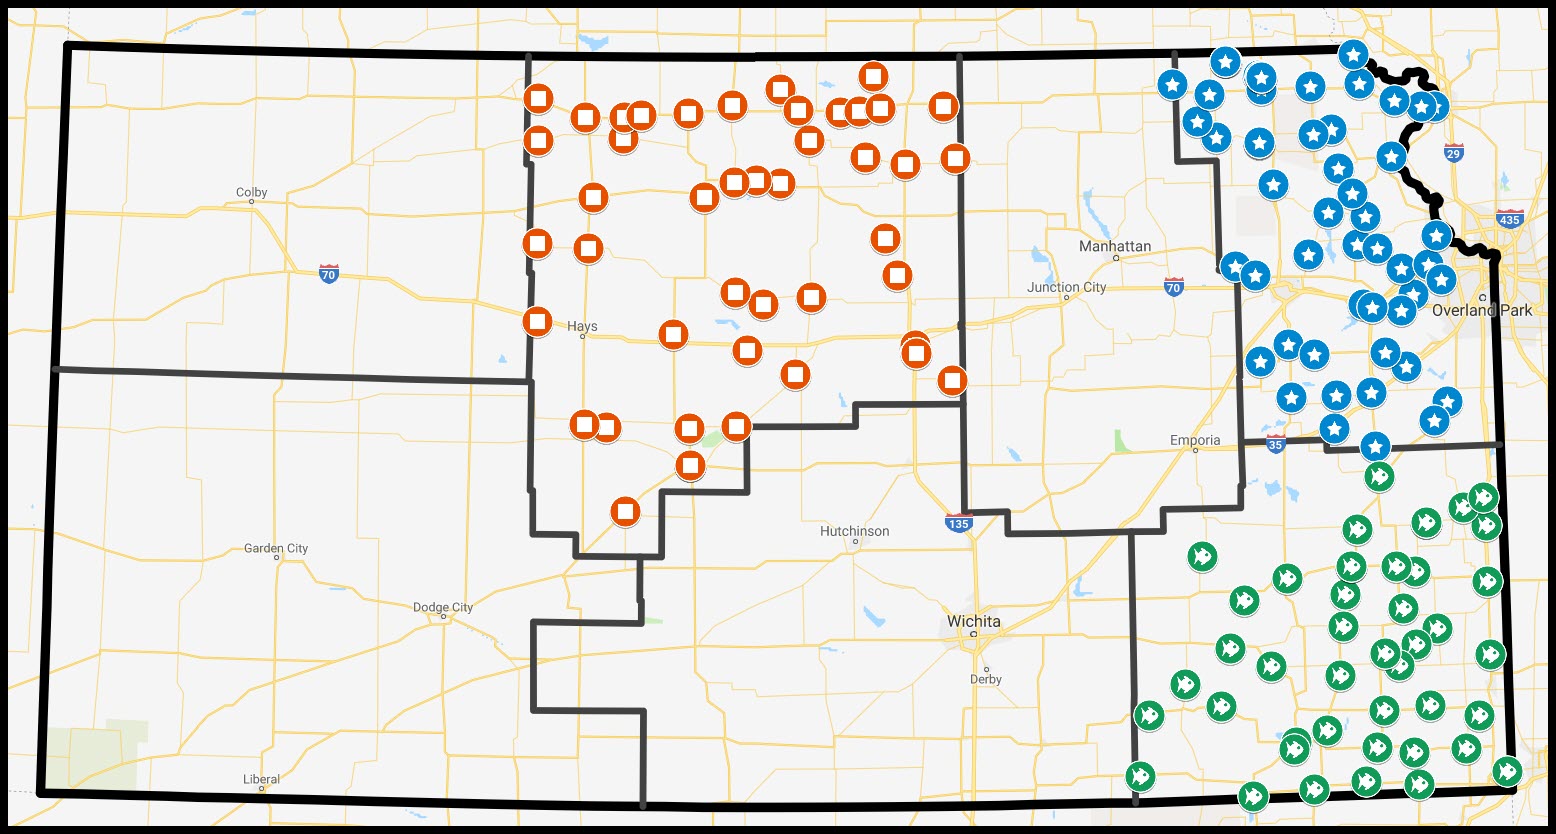 29
Colby
435
Manhattan
70
Junction City
70
Overland Park
Hays
Emporia
35
Hutchinson
135
Garden City
Dodge City
Wichita
Derby
Liberal